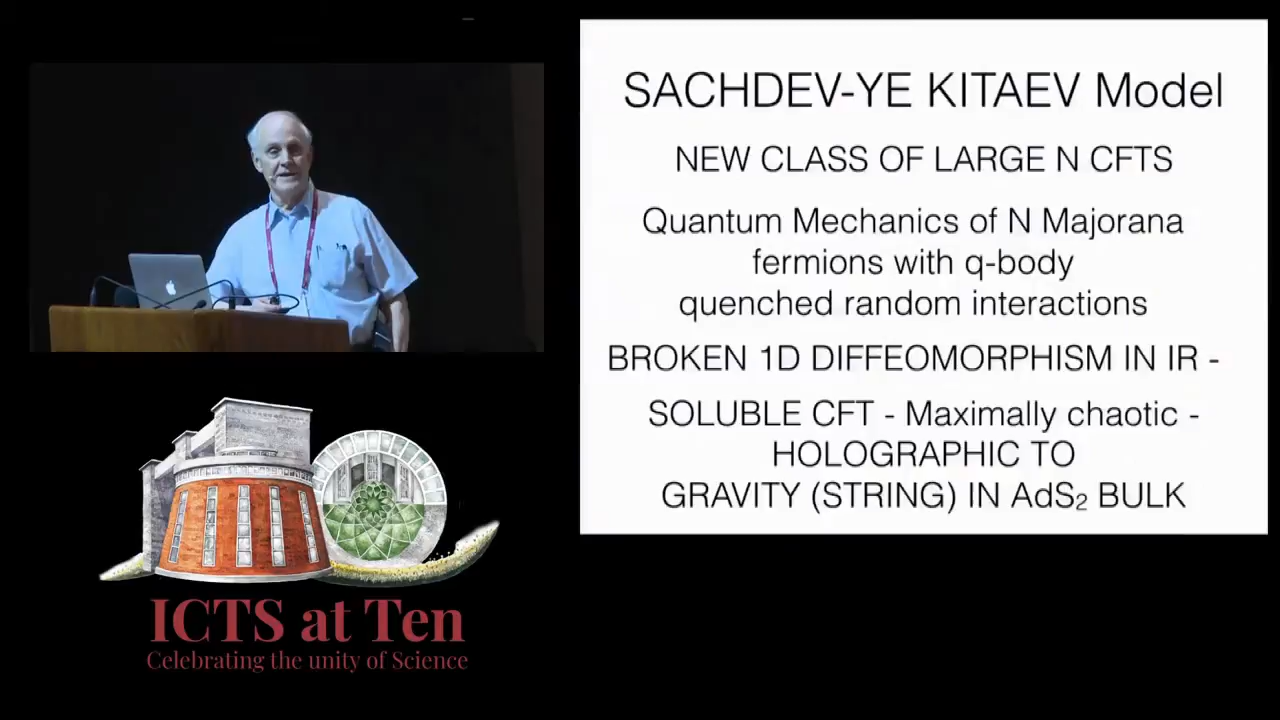 SACHDEV-YE KITAEV Model
NEW CLASS OF LARGE N CFTS
Quantum Mechanics of N Majorana
fermions with q-body
quenched random interactions
BROKEN 1D DIFFEOMORPHISM IN IR -
SOLUBLE CFT - Maximally chaotic -
HOLOGRAPHIC TO
GRAVITY (STRING) IN AdS₂ BULK
ICTS at Ten
Celebrating the unity of Science